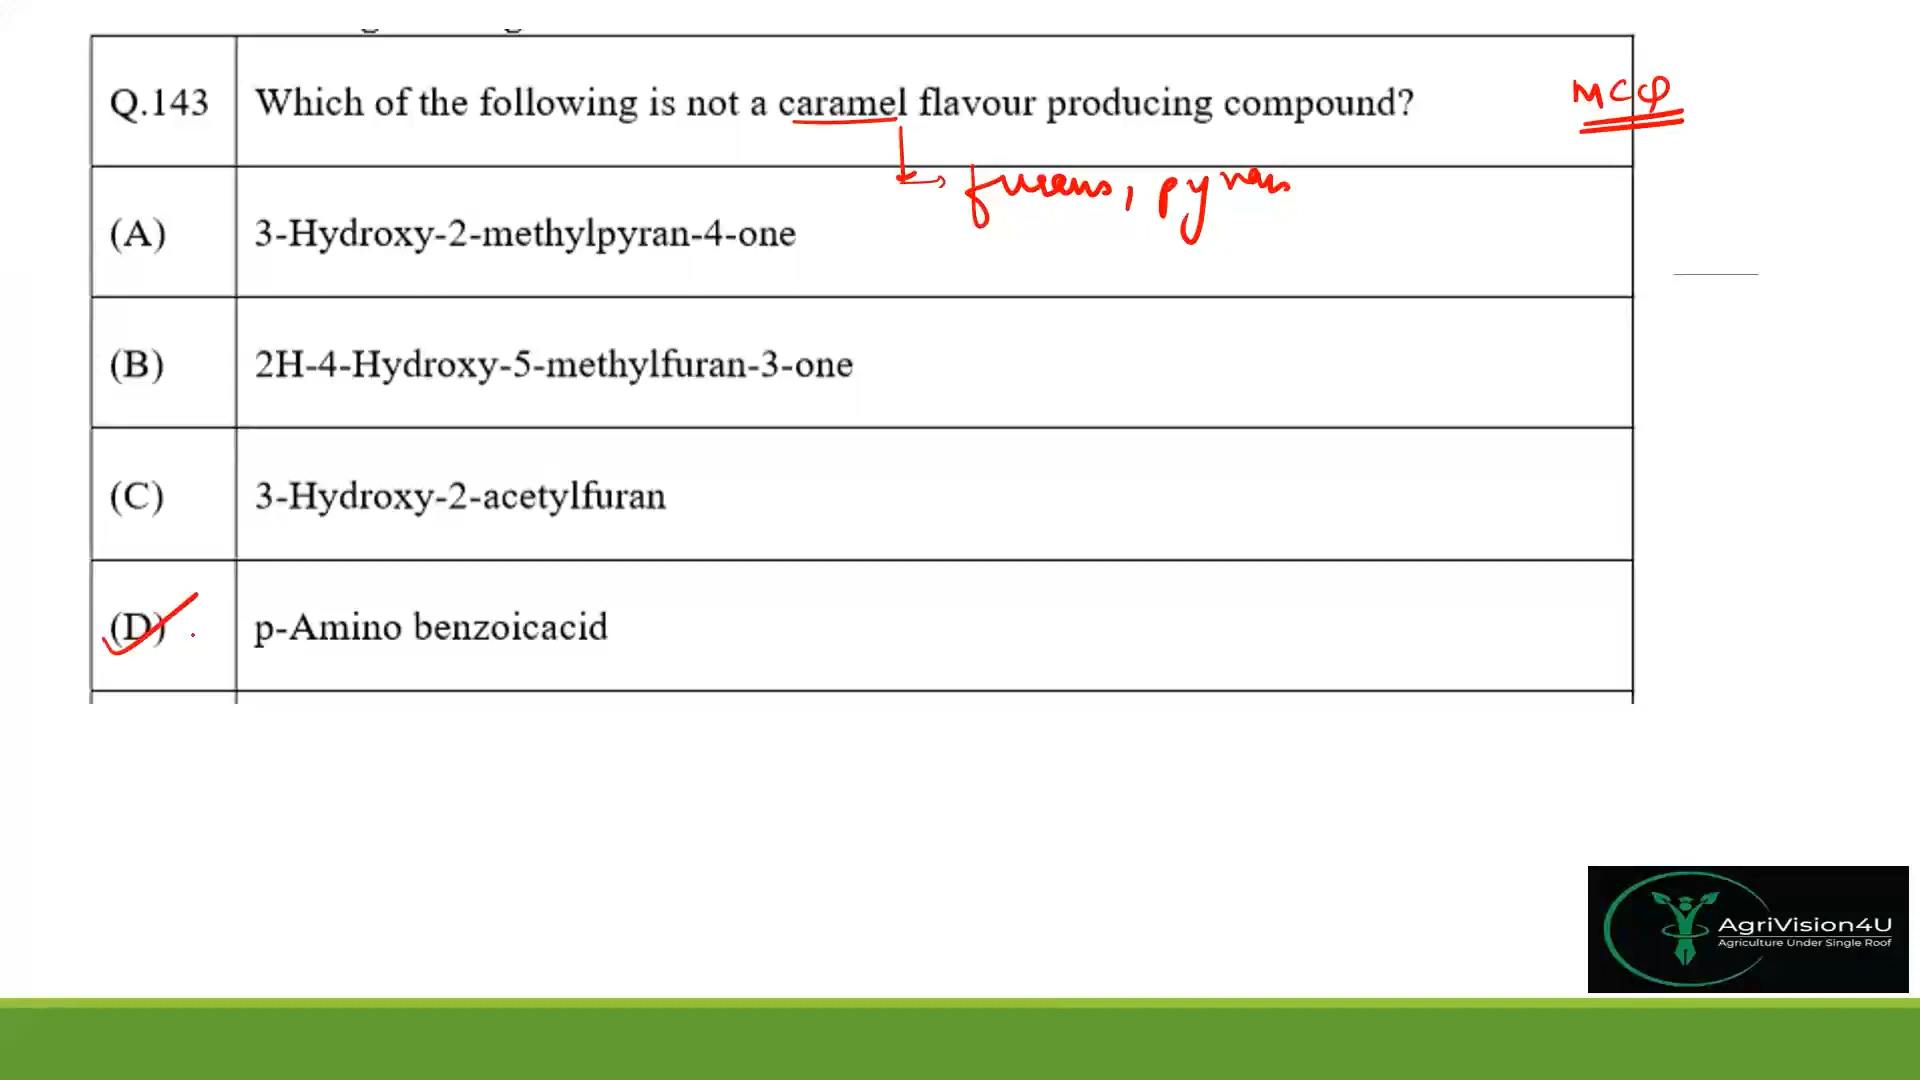 Q.143 Which of the following is not a caramel flavour producing compound? MCQ
furans, pyrans
(A) 3-Hydroxy-2-methylpyran-4-one
(B) 2H-4-Hydroxy-5-methylfuran-3-one
(C) 3-Hydroxy-2-acetylfuran
(D) p-Amino benzoicacid
AgriVision4U
Agriculture Under Single Roof